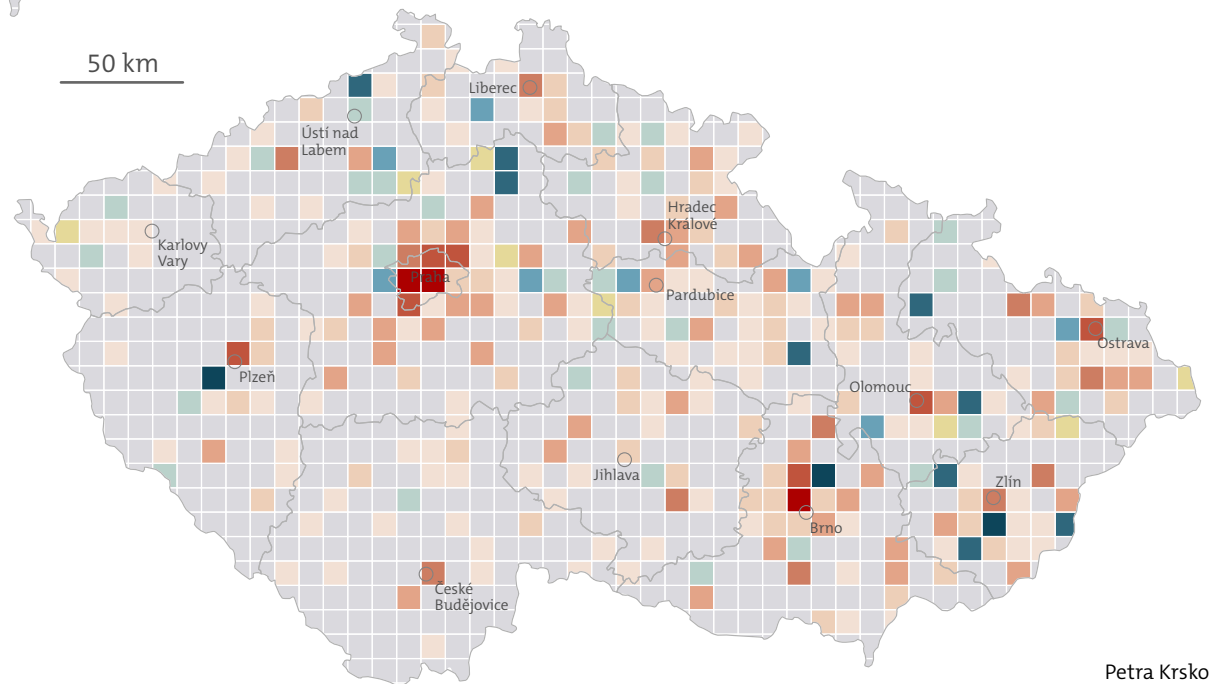 50 km
Liberec
Ústí nad
Labem
Hradec
Králové
Karlovy
Vary
Praha
Pardubice
Ostrava
Plzeň
Olomouc
Jihlava
Zlín
Brno
České
Budějovice
Petra Krsko